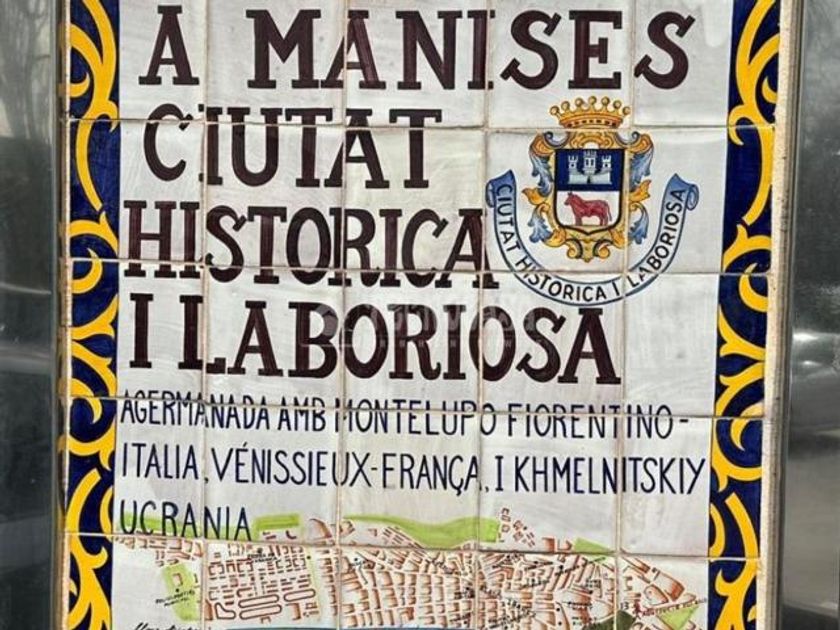 A MANISES
CIUTAT
HISTORICA
I LABORIOSA
CIUTAT HISTORICA I LABORIOSA
AGERMANADA AMB MONTELUPO FIORENTINO-
ITALIA, VÉNISSIEUX-FRANÇA, I KHMELNITSKIY
UCRANIA